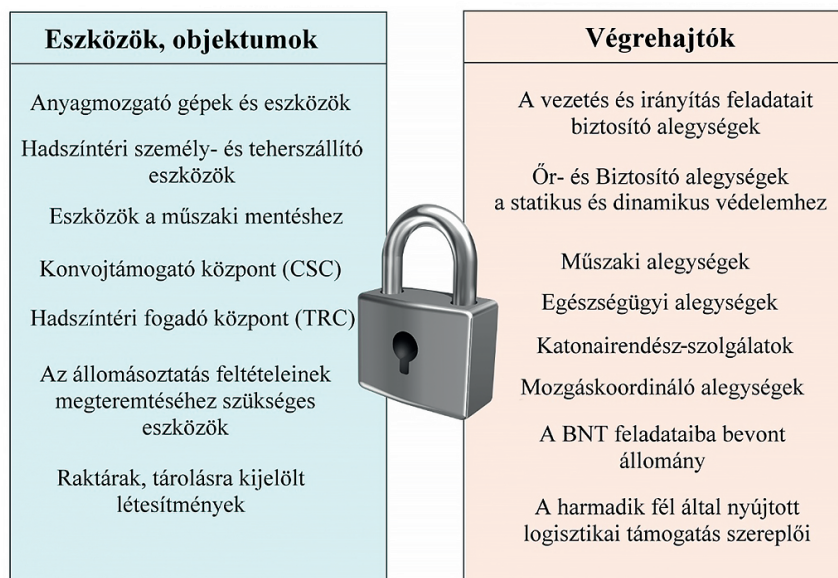 Eszközök, objektumok
Anyagmozgató gépek és eszközök
Hadszíntéri személy- és teherszállító
eszközök
Eszközök a műszaki mentéshez
Konvojtámogató központ (CSC)
Hadszíntéri fogadó központ (TRC)
Az állomásoztatás feltételeinek
megteremtéséhez szükséges
eszközök
Raktárak, tárolásra kijelölt
létesítmények
Végrehajtók
A vezetés és irányítás feladatait
biztosító alegységek
Őr- és Biztosító alegységek
a statikus és dinamikus védelemhez
Műszaki alegységek
Egészségügyi alegységek
Katonairendész-szolgálatok
Mozgáskoordináló alegységek
A BNT feladataiba bevont
állomány
A harmadik fél által nyújtott
logisztikai támogatás szereplői